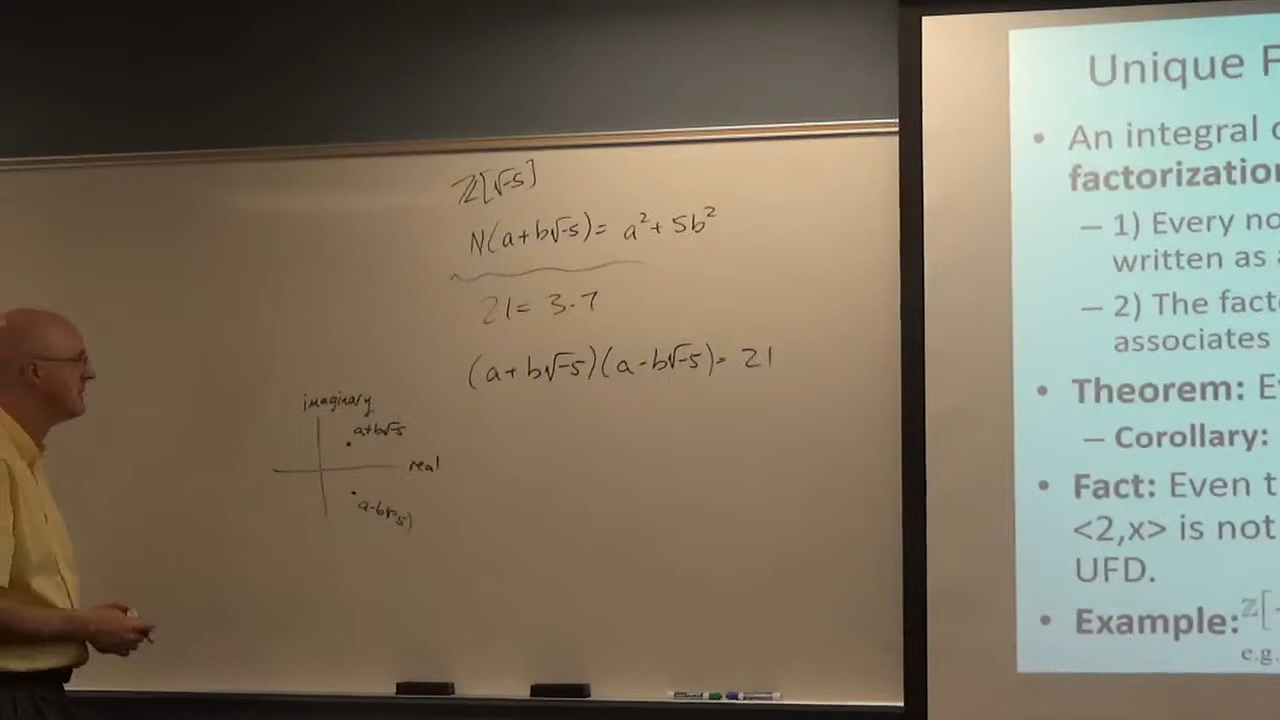 ℤ[√-5]
N(a+b√-5)= a²+5b²
21= 3·7
(a+b√-5)(a-b√-5)= 21
imaginary
a+b√-5
real
a-b√-5)
Unique F
• An integral
factorization
– 1) Every no
written as
– 2) The fact
associates
• Theorem: E
– Corollary:
• Fact: Even t
<2,x> is not
UFD.
• Example: ℤ[
e.g.